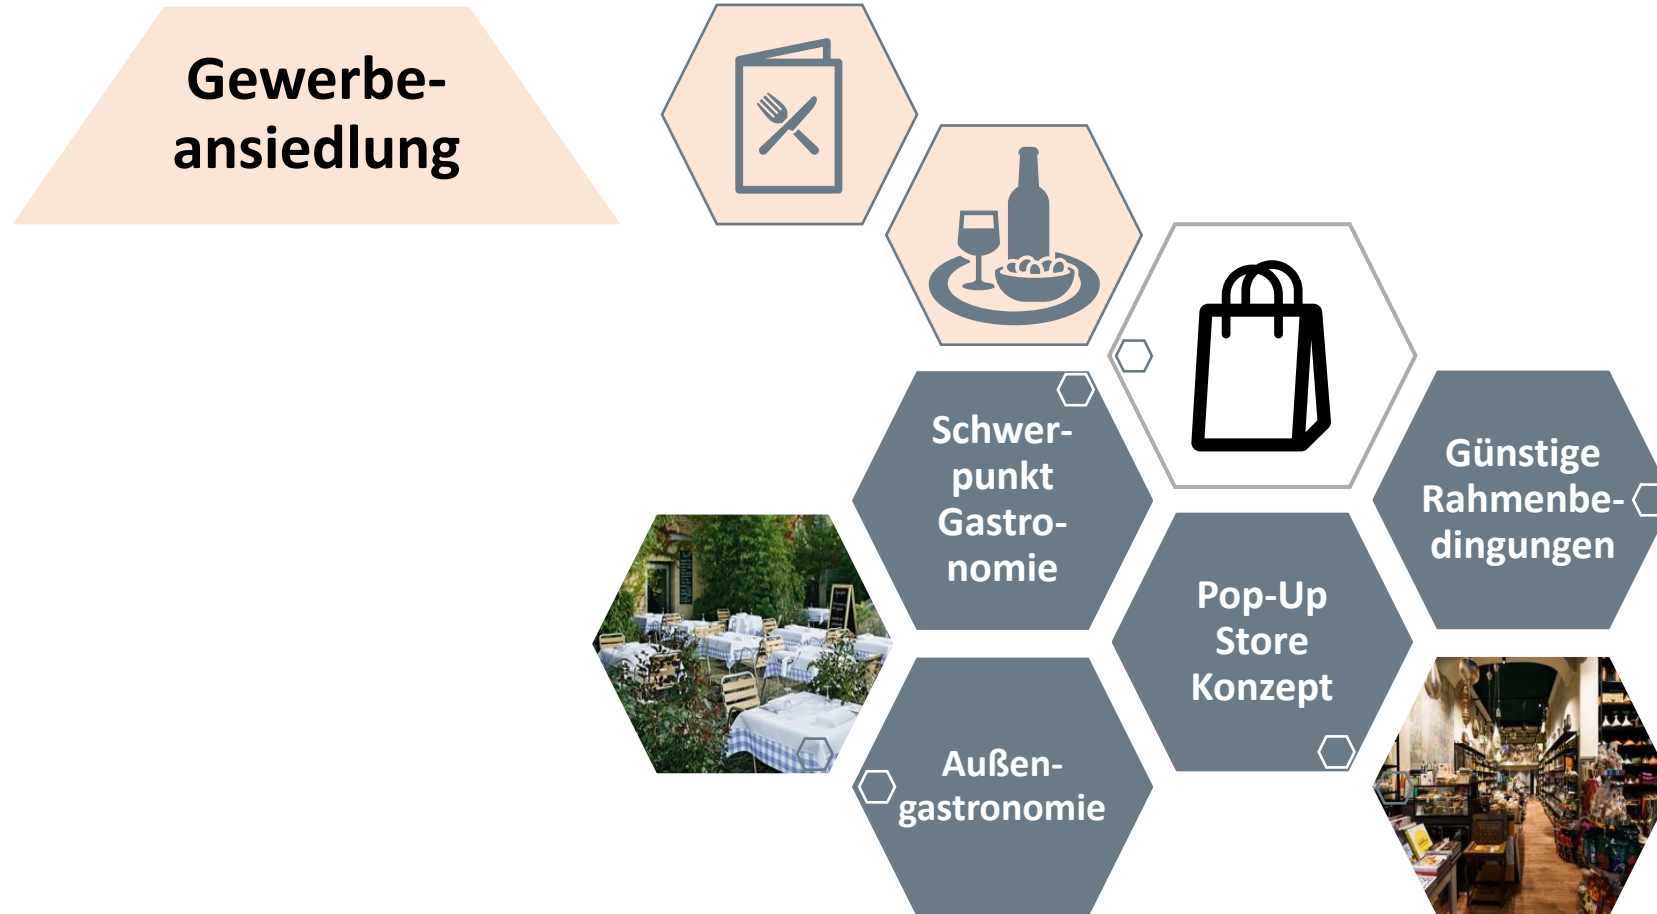 Gewerbe-
ansiedlung
Schwer-
punkt
Gastro-
nomie
Günstige
Rahmenbe-
dingungen
Pop-Up
Store
Konzept
Außen-
gastronomie